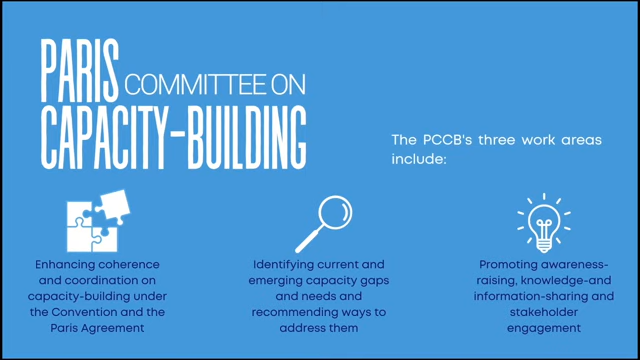 PARIS COMMITTEE ON
CAPACITY-BUILDING
The PCCB's three work areas
include:
Enhancing coherence
and coordination on
capacity-building under
the Convention and the
Paris Agreement
Identifying current and
emerging capacity gaps
and needs and
recommending ways to
address them
Promoting awareness-
raising, knowledge-and
information-sharing and
stakeholder
engagement